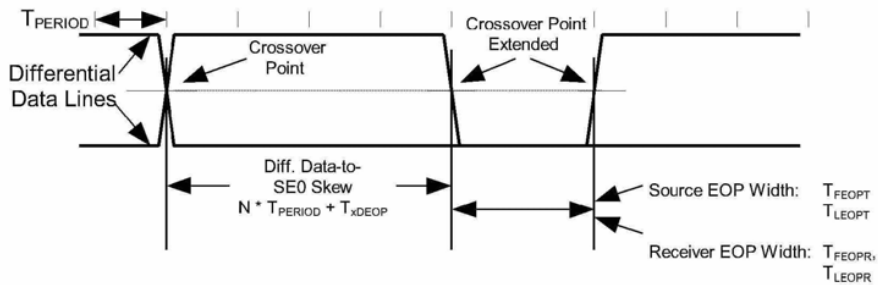 TPERIOD
Crossover
Point
Crossover Point
Extended
Differential
Data Lines
Diff. Data-to-
SE0 Skew
N * TPERIOD + TxDEOP
Source EOP Width: TFEOPT
TLEOPT
Receiver EOP Width: TFEOPR,
TLEOPR